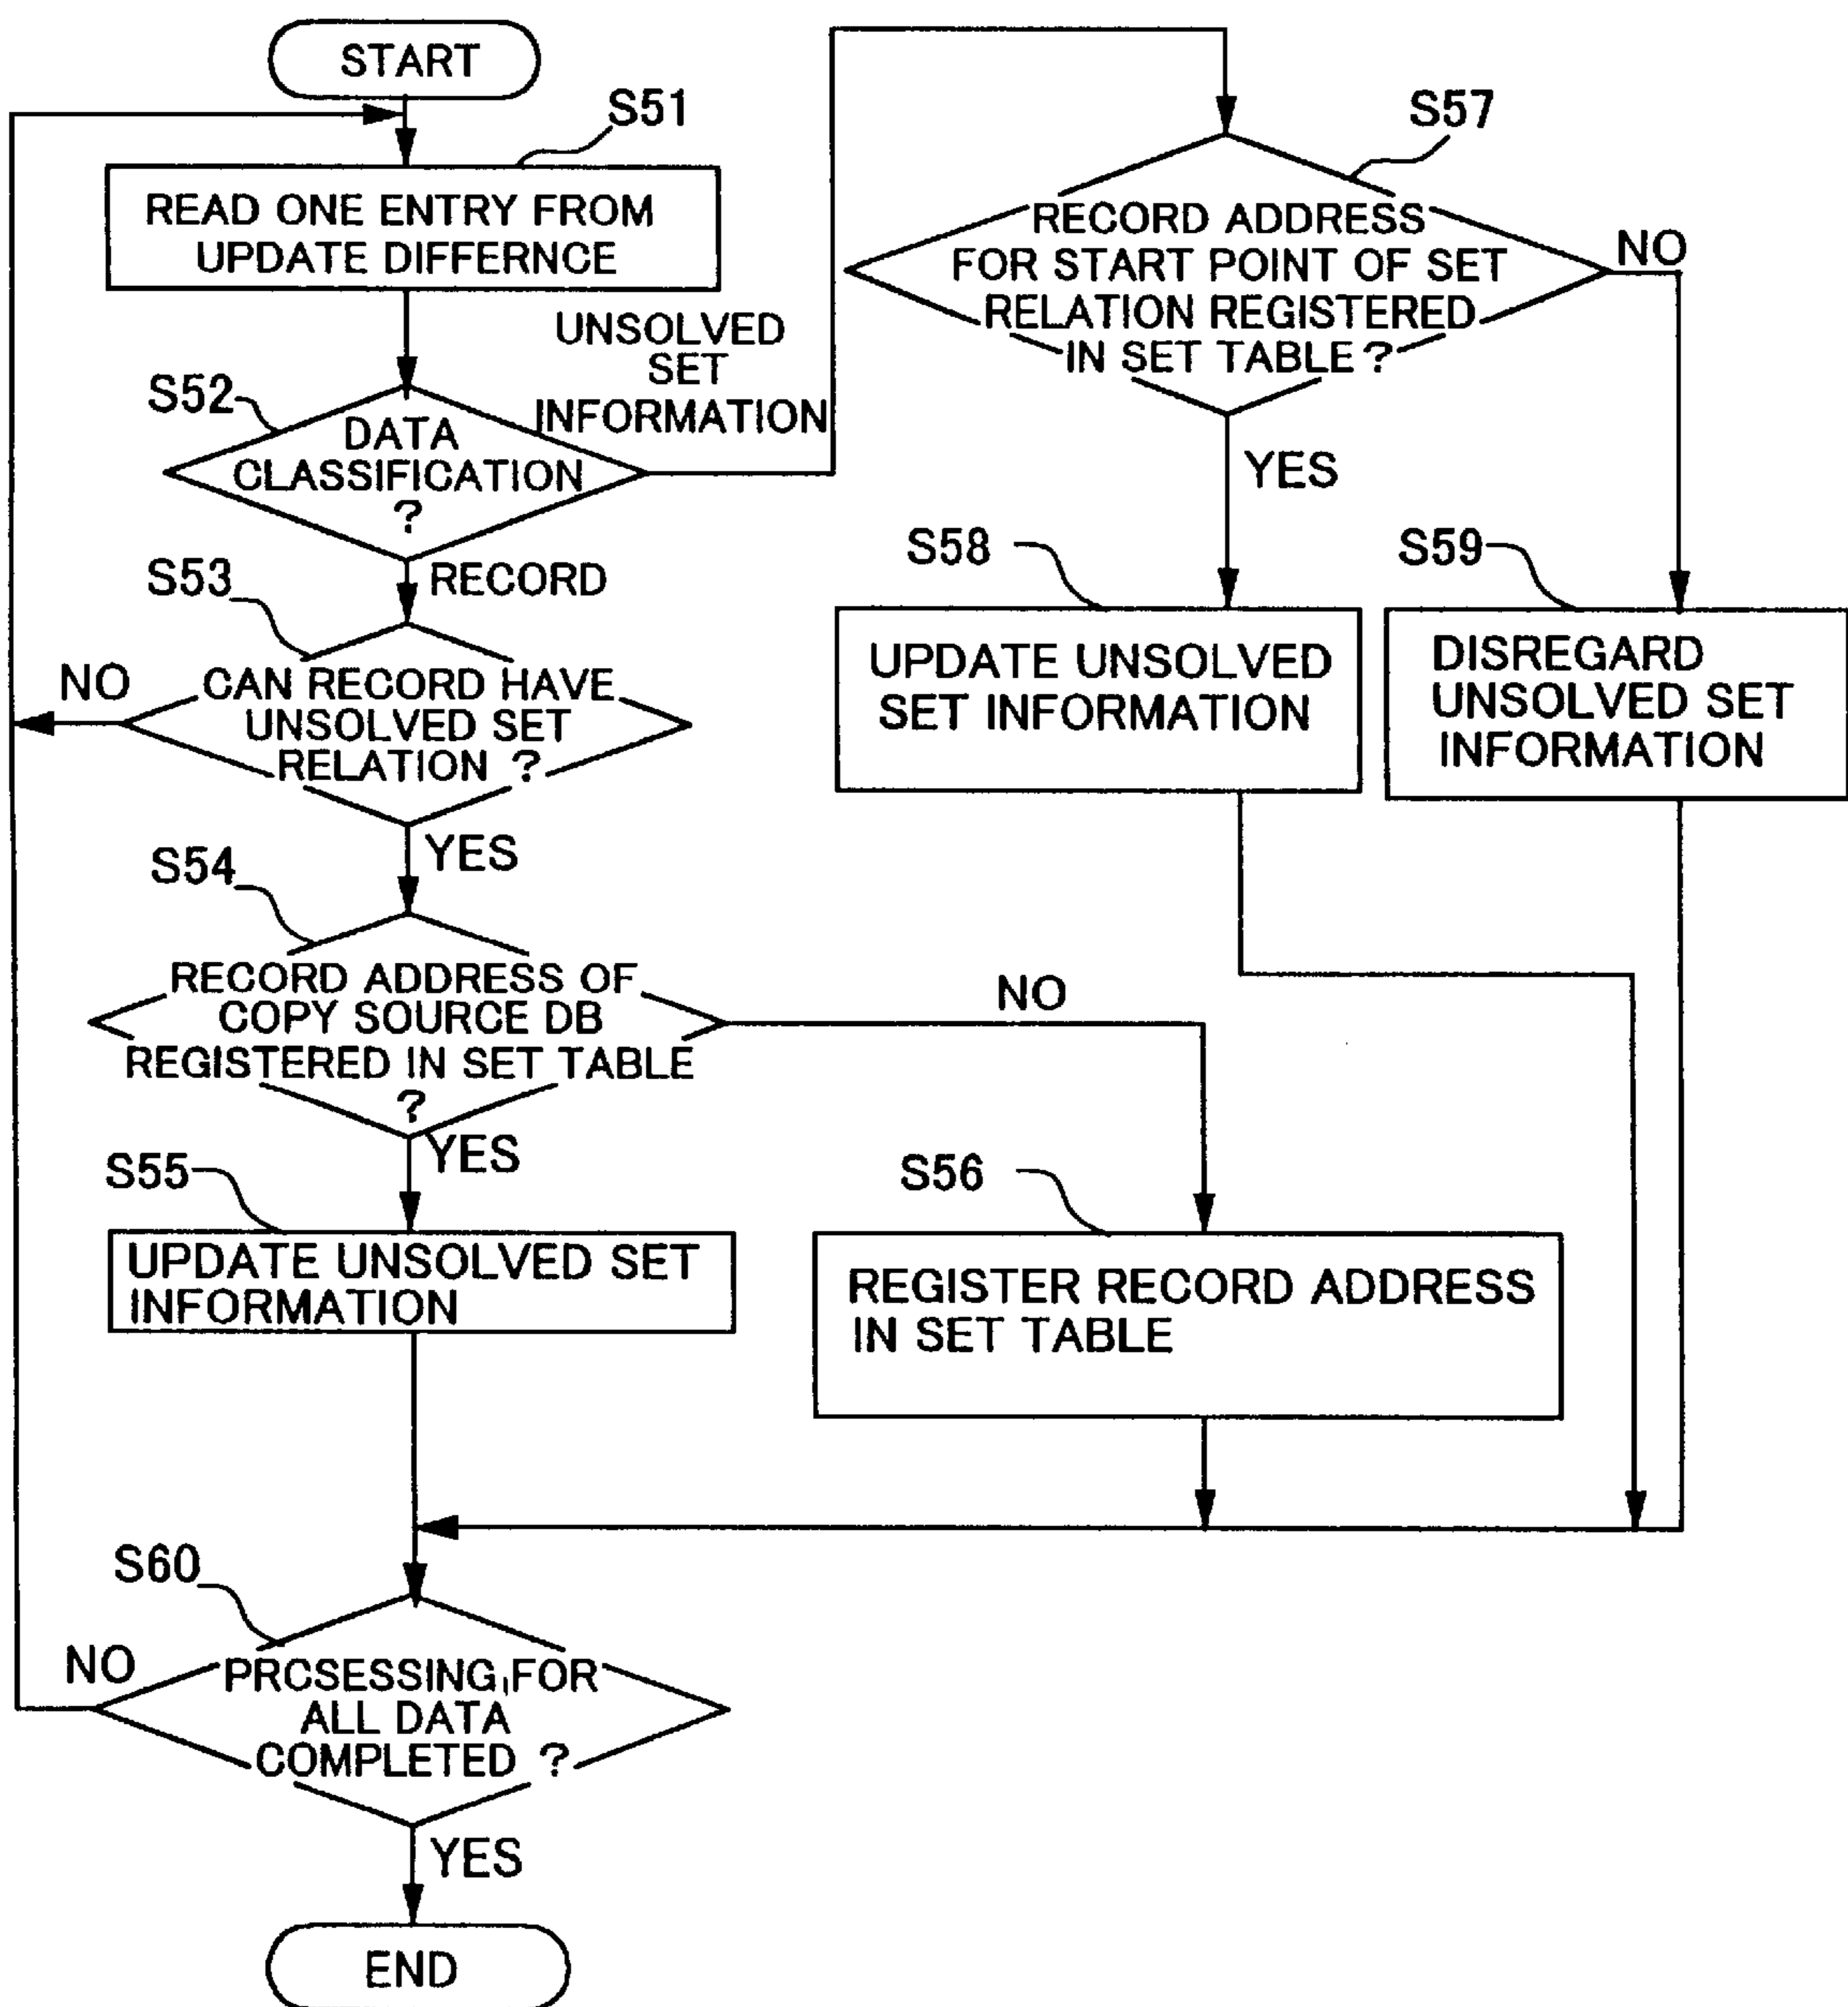 START
S51
READ ONE ENTRY FROM
UPDATE DIFFERNCE
UNSOLVED
SET
INFORMATION
S52
DATA
CLASSIFICATION
?
RECORD
S53
CAN RECORD HAVE
UNSOLVED SET
RELATION ?
NO
YES
S54
RECORD ADDRESS OF
COPY SOURCE DB
REGISTERED IN SET TABLE
?
NO
YES
S55
UPDATE UNSOLVED SET
INFORMATION
S56
REGISTER RECORD ADDRESS
IN SET TABLE
S57
RECORD ADDRESS
FOR START POINT OF SET
RELATION REGISTERED
IN SET TABLE ?
NO
YES
S58
UPDATE UNSOLVED
SET INFORMATION
S59
DISREGARD
UNSOLVED SET
INFORMATION
S60
PRCSESSING FOR
ALL DATA
COMPLETED ?
NO
YES
END